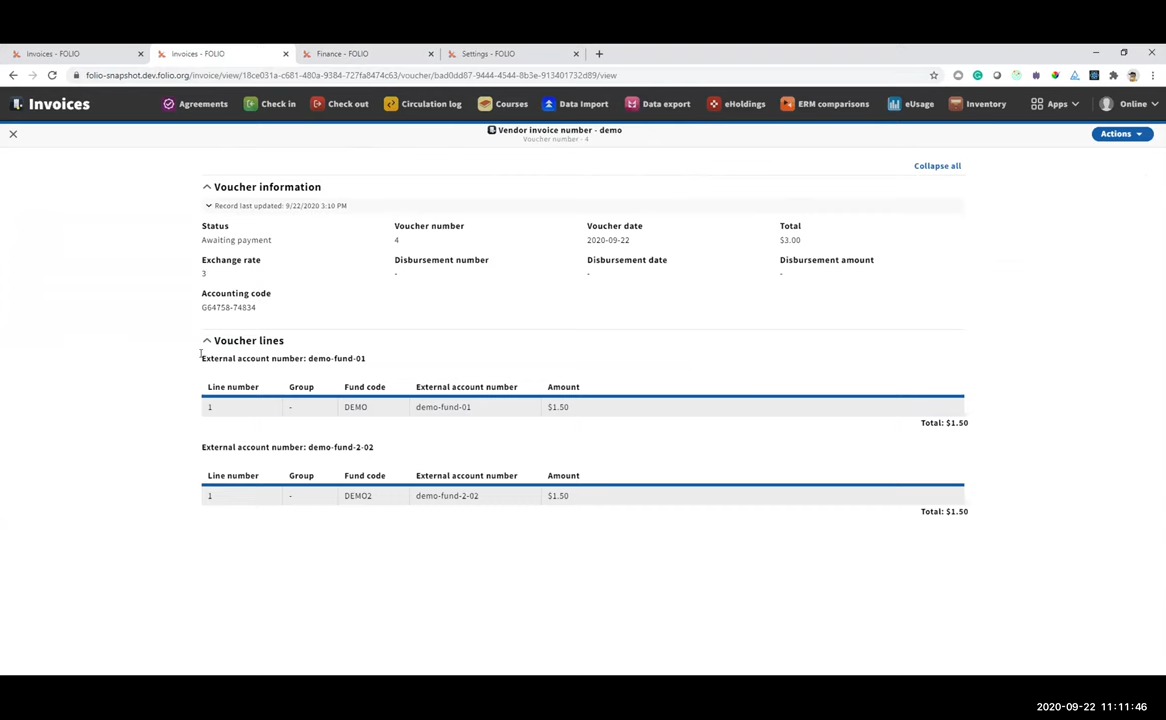 Invoices - FOLIO Invoices - FOLIO Finance - FOLIO Settings - FOLIO
folio-snapshot.dev.folio.org/invoice/view/18ce031a-c681-480a-9384-727fa8474c63/voucher/bad0dd87-9444-4544-8b3e-913401732d89/view
Invoices Agreements Check in Check out Circulation log Courses Data Import Data export eHoldings ERM comparisons eUsage Inventory Apps Online
Vendor invoice number - demo
Voucher number - 4
Actions
Collapse all
Voucher information
Record last updated: 9/22/2020 3:10 PM
Status Voucher number Voucher date Total
Awaiting payment 4 2020-09-22 $3.00
Exchange rate Disbursement number Disbursement date Disbursement amount
3 - - -
Accounting code
G64758-74834
Voucher lines
External account number: demo-fund-01
Line number Group Fund code External account number Amount
1 - DEMO demo-fund-01 $1.50
Total: $1.50
External account number: demo-fund-2-02
Line number Group Fund code External account number Amount
1 - DEMO2 demo-fund-2-02 $1.50
Total: $1.50
2020-09-22 11:11:46